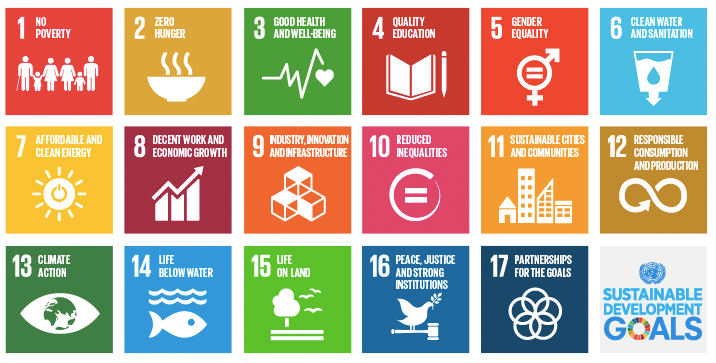 1 NO
POVERTY
2 ZERO
HUNGER
3 GOOD HEALTH
AND WELL-BEING
4 QUALITY
EDUCATION
5 GENDER
EQUALITY
6 CLEAN WATER
AND SANITATION
7 AFFORDABLE AND
CLEAN ENERGY
8 DECENT WORK AND
ECONOMIC GROWTH
9 INDUSTRY, INNOVATION
AND INFRASTRUCTURE
10 REDUCED
INEQUALITIES
11 SUSTAINABLE CITIES
AND COMMUNITIES
12 RESPONSIBLE
CONSUMPTION
AND PRODUCTION
13 CLIMATE
ACTION
14 LIFE
BELOW WATER
15 LIFE
ON LAND
16 PEACE, JUSTICE
AND STRONG
INSTITUTIONS
17 PARTNERSHIPS
FOR THE GOALS
SUSTAINABLE
DEVELOPMENT
GOALS